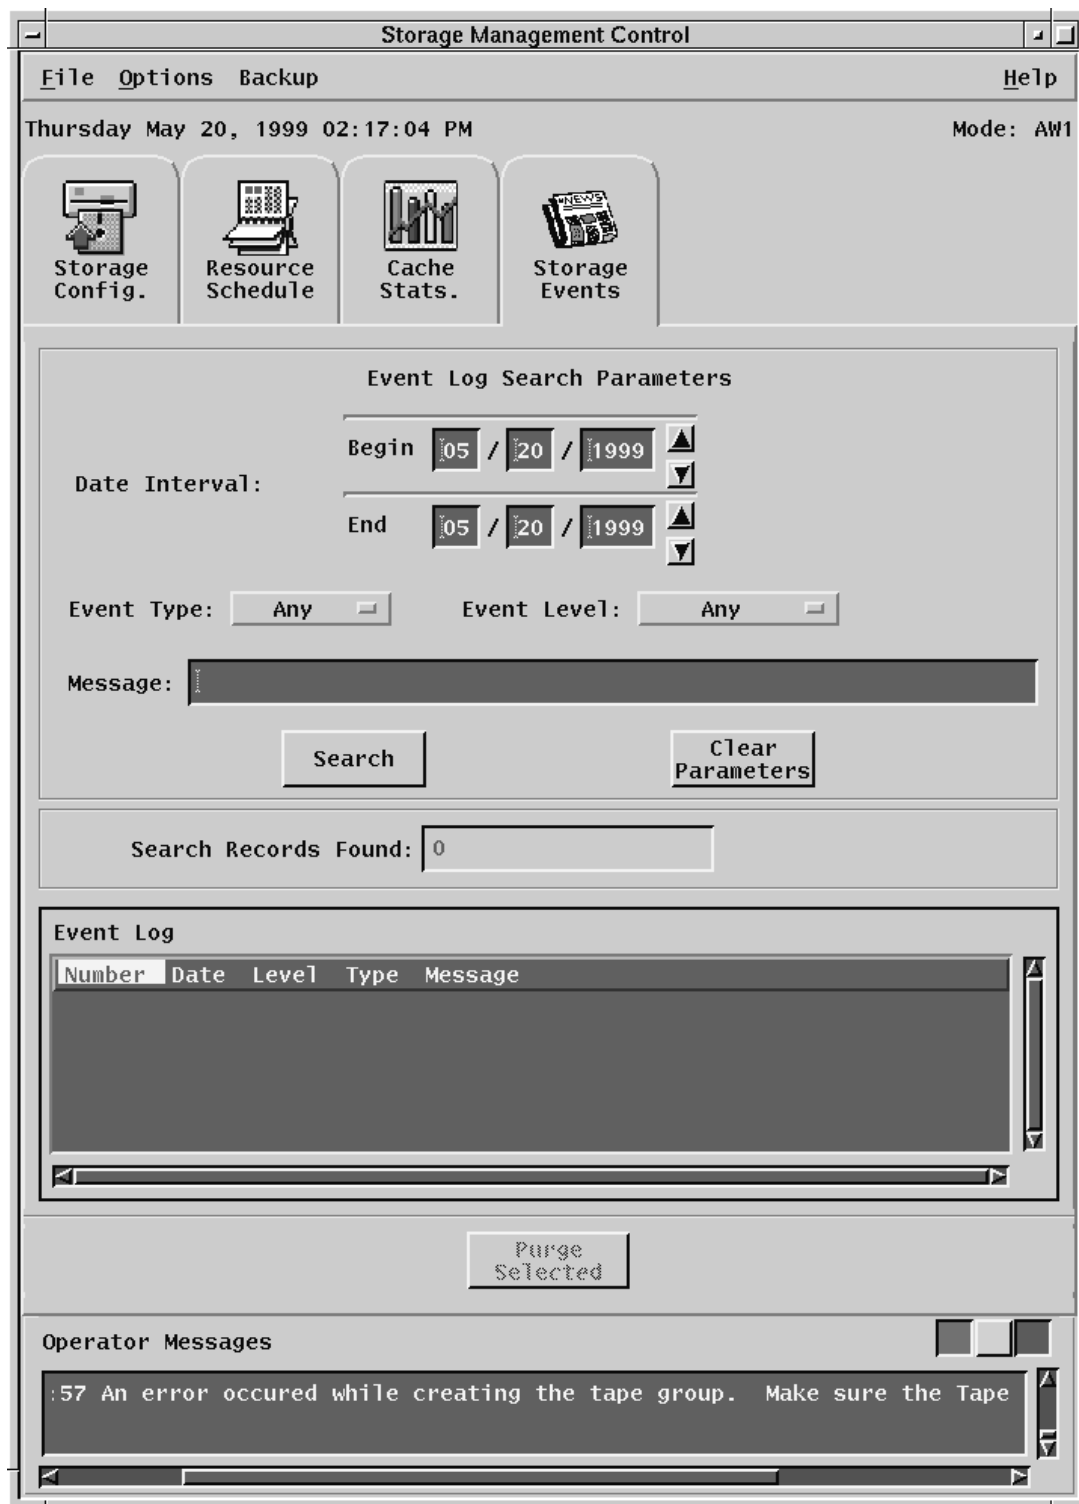 Storage Management Control
File Options Backup Help
Thursday May 20, 1999 02:17:04 PM Mode: AW1
NEWS
Storage Config.
Resource Schedule
Cache Stats.
Storage Events
Event Log Search Parameters
Begin 05 / 20 / 1999
Date Interval:
End 05 / 20 / 1999
Event Type: Any Event Level: Any
Message:
Search Clear Parameters
Search Records Found: 0
Event Log
Number Date Level Type Message
Purge Selected
Operator Messages
:57 An error occured while creating the tape group. Make sure the Tape